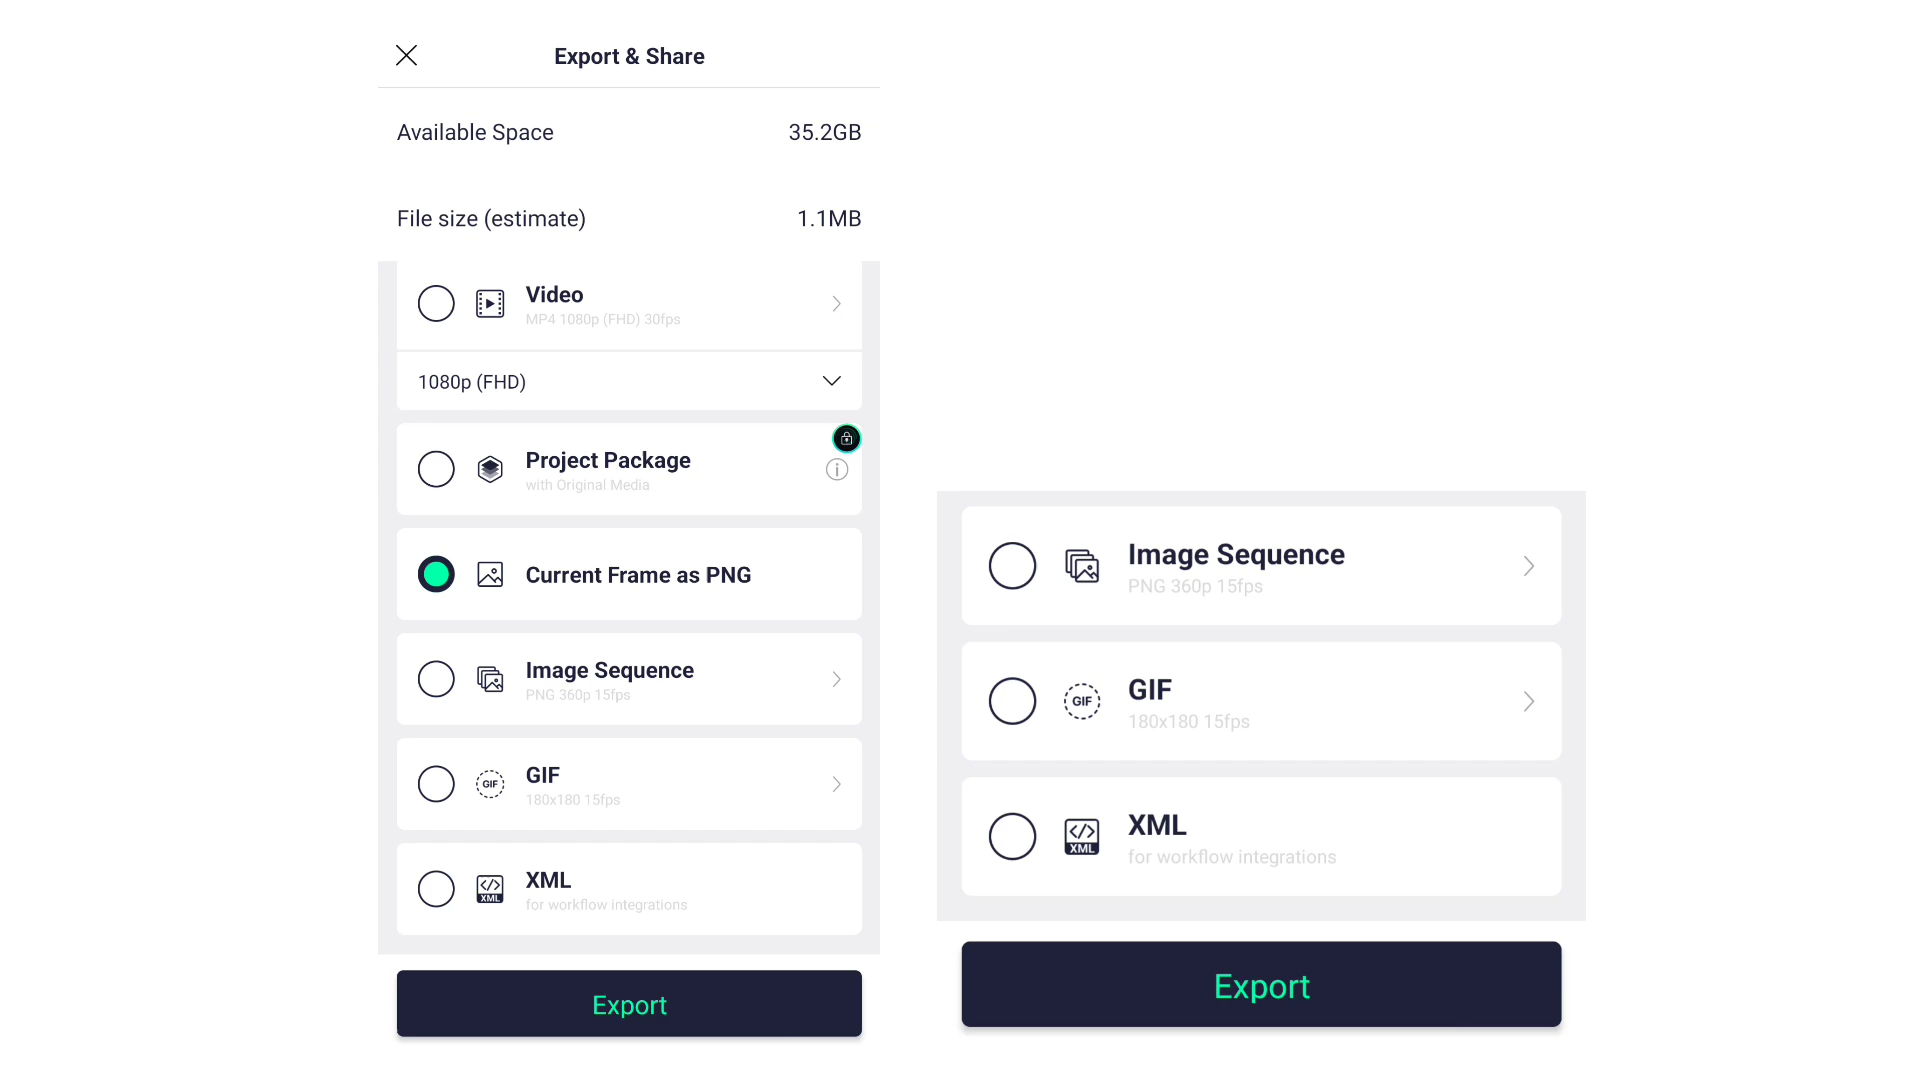 Export & Share
Available Space
35.2GB
File size (estimate)
1.1MB
Video
MP4 1080p (FHD) 30fps
1080p (FHD)
Project Package
with Original Media
Current Frame as PNG
Image Sequence
PNG 360p 15fps
GIF
GIF
180x180 15fps
XML
XML
for workflow integrations
Export
Image Sequence
PNG 360p 15fps
GIF
GIF
180x180 15fps
XML
XML
for workflow integrations
Export